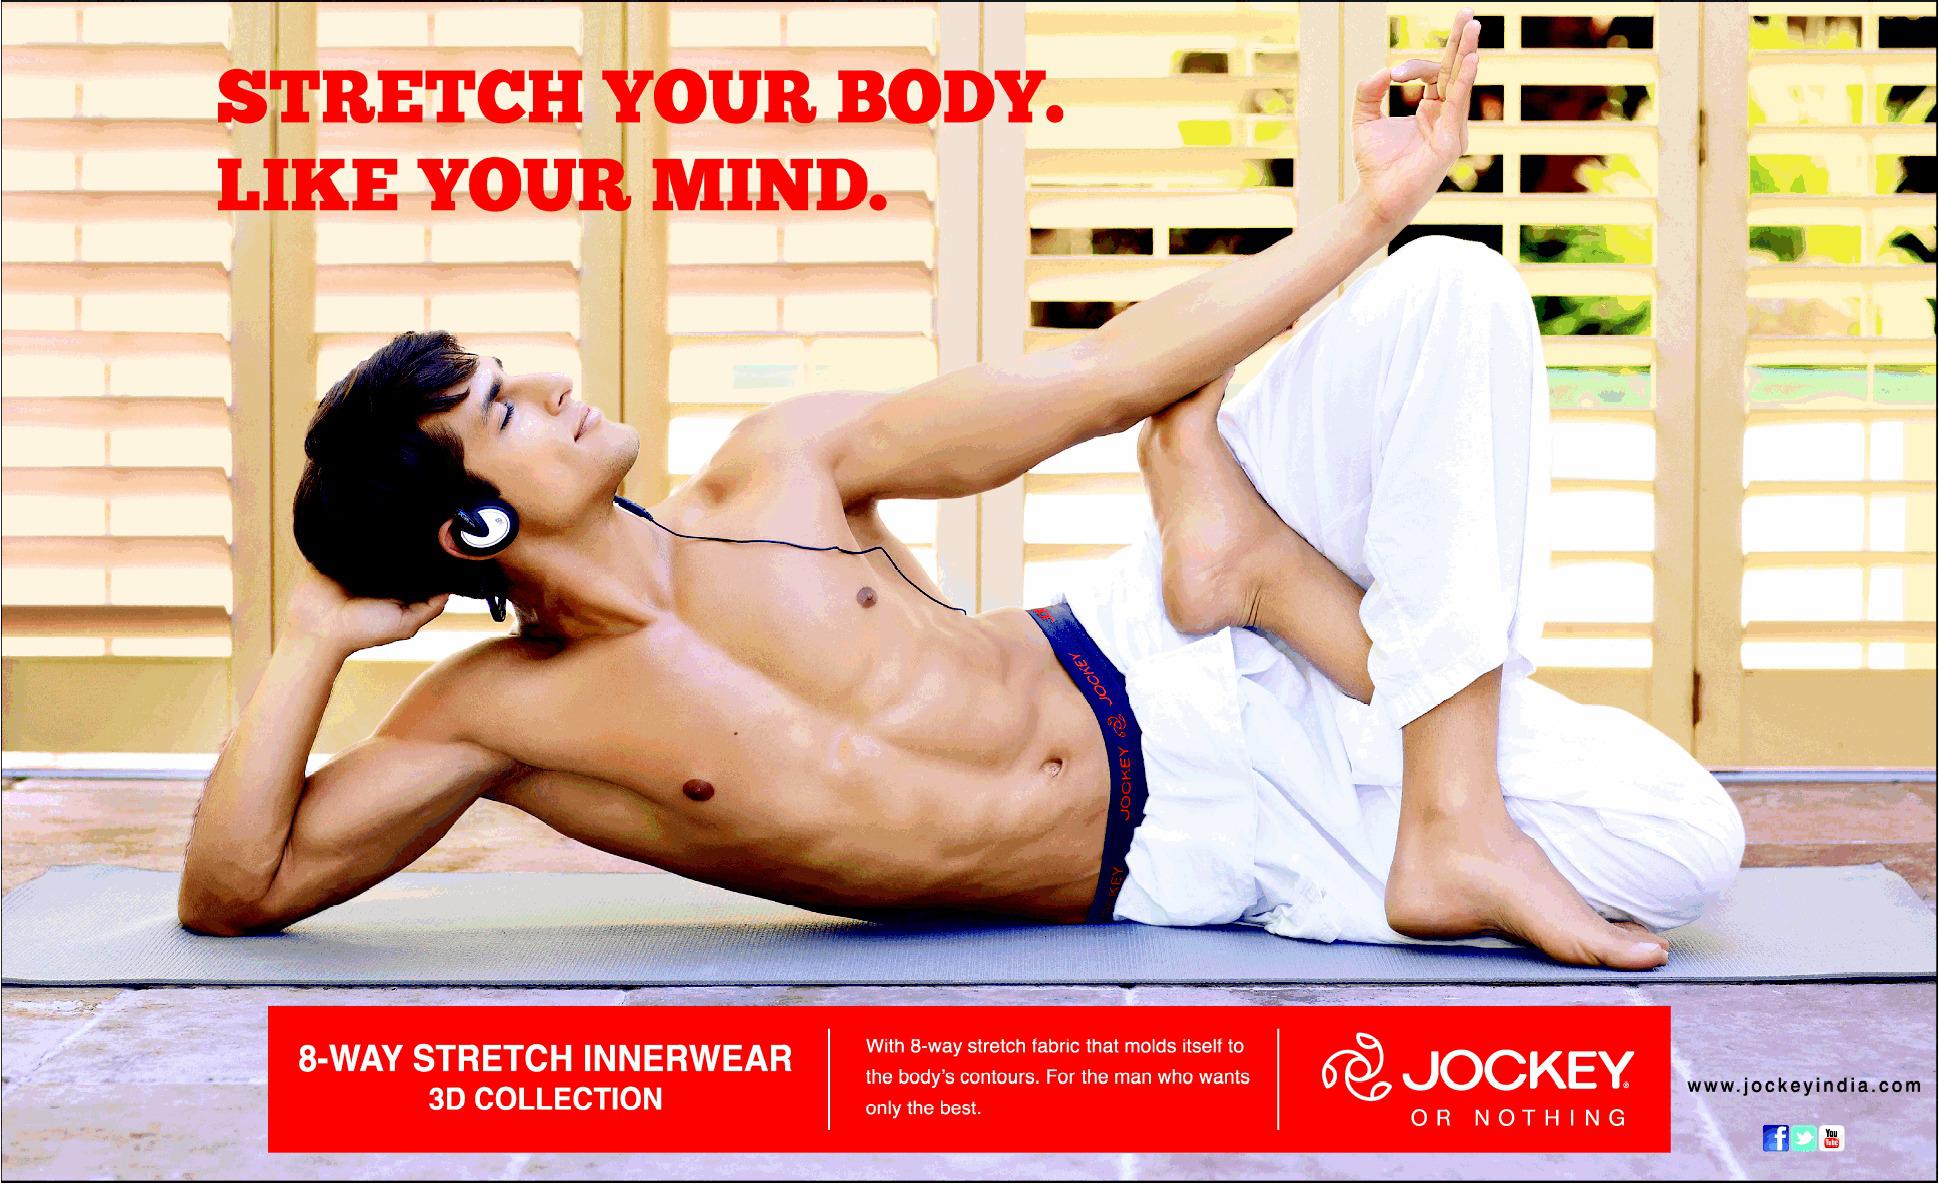 STRETCH YOUR BODY.
LIKE YOUR MIND.
JOCKEY JOCKEY
JOCKEY
KEY
8-WAY STRETCH INNERWEAR
3D COLLECTION
With 8-way stretch fabric that molds itself to
the body's contours. For the man who wants
only the best.
JOCKEY®
OR NOTHING
www.jockeyindia.com
f
You
Tube